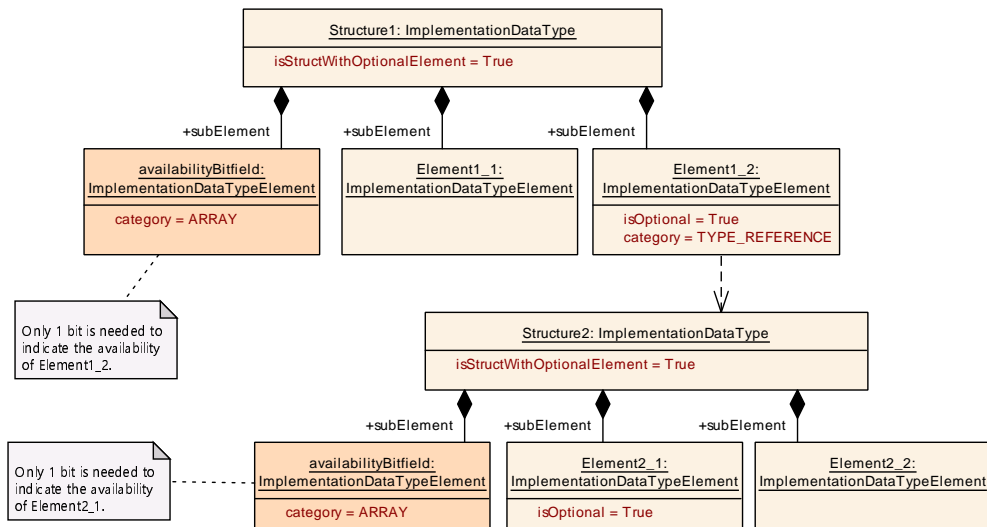 Structure1: ImplementationDataType
isStructWithOptionalElement = True
+subElement
+subElement
+subElement
availabilityBitfield:
ImplementationDataTypeElement
category = ARRAY
Element1_1:
ImplementationDataTypeElement
Element1_2:
ImplementationDataTypeElement
isOptional = True
category = TYPE_REFERENCE
Only 1 bit is needed to
indicate the availability
of Element1_2.
Structure2: ImplementationDataType
isStructWithOptionalElement = True
+subElement
+subElement
+subElement
Only 1 bit is needed to
indicate the availability
of Element2_1.
availabilityBitfield:
ImplementationDataTypeElement
category = ARRAY
Element2_1:
ImplementationDataTypeElement
isOptional = True
Element2_2:
ImplementationDataTypeElement